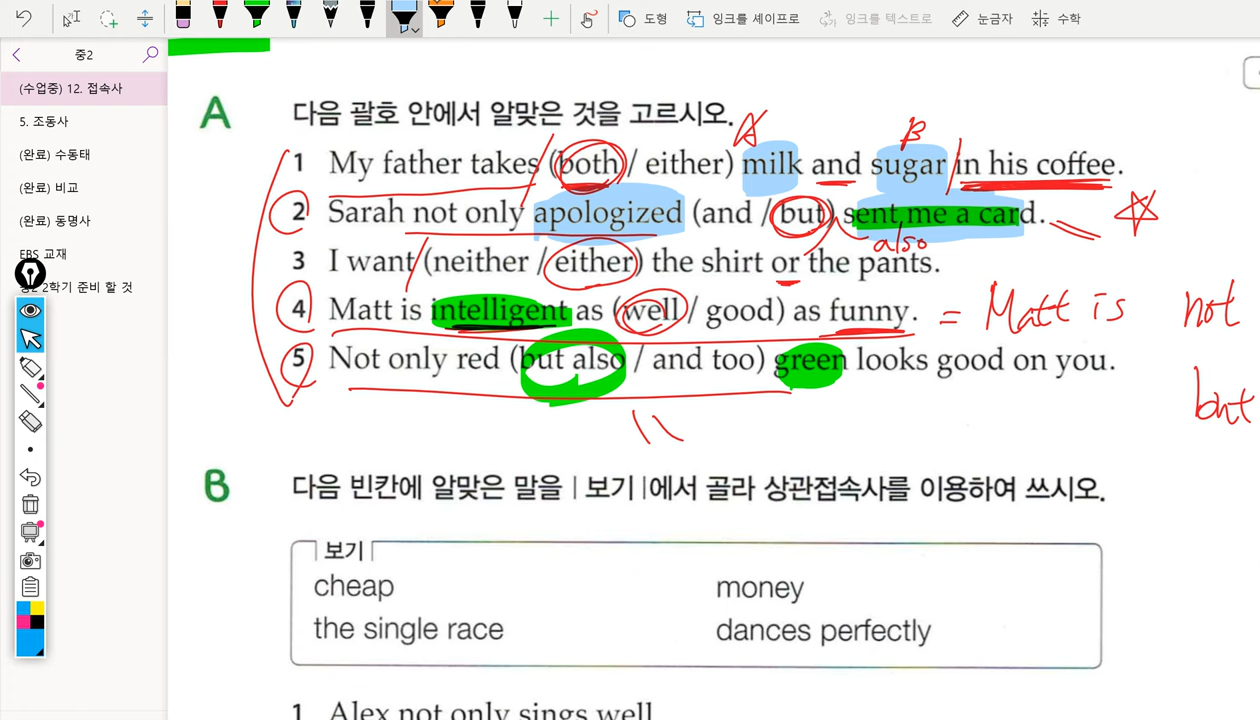 도형 잉크를 셰이프로 잉크를 텍스트로 눈금자 수학
중2
(수업중) 12. 접속사
5. 조동사
(완료) 수동태
(완료) 비교
(완료) 동명사
EBS 교재
2학기 준비 할 것
A 다음 괄호 안에서 알맞은 것을 고르시오.
A B
1 My father takes (both / either) milk and sugar in his coffee.
2 Sarah not only apologized (and / but) sent me a card.
also
3 I want (neither / either) the shirt or the pants.
4 Matt is intelligent as (well / good) as funny. = Matt is not
5 Not only red (but also / and too) green looks good on you.
but
B 다음 빈칸에 알맞은 말을 |보기|에서 골라 상관접속사를 이용하여 쓰시오.
보기
cheap money
the single race dances perfectly
1 Alex not only sings well